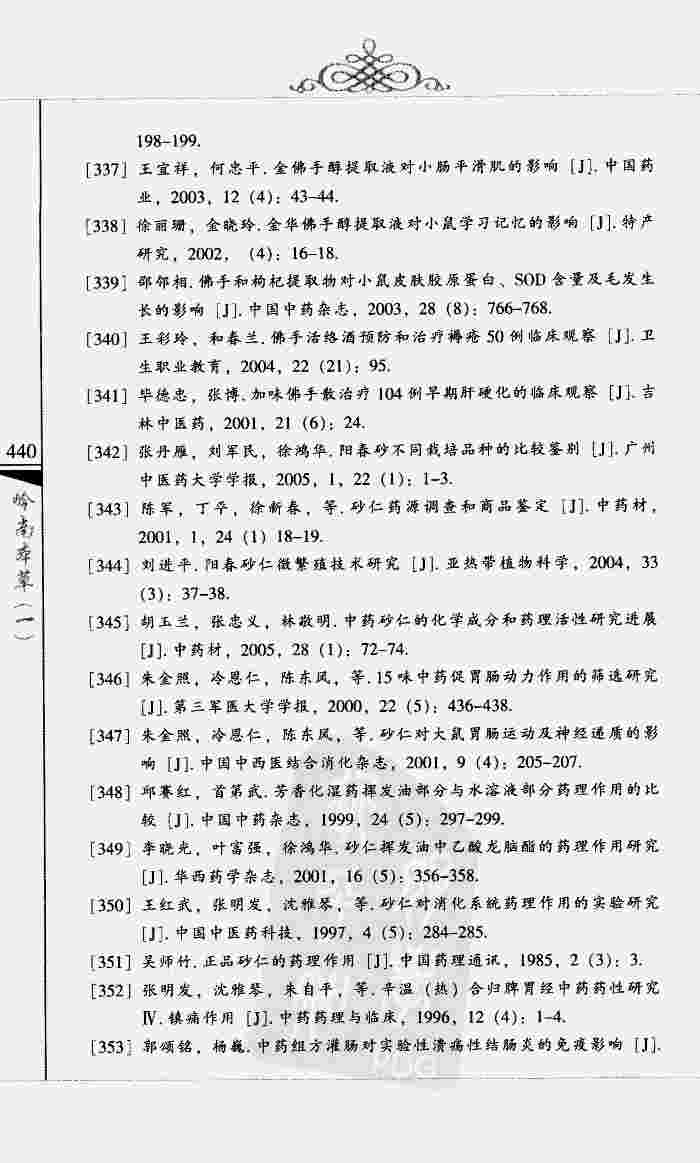 198–199.
[337] 王宜祥，何忠平.金佛手醇提取液对小肠平滑肌的影响 [J].中国药
业，2003，12（4）：43–44.
[338] 徐丽珊，金晓玲.金华佛手醇提取液对小鼠学习记忆的影响 [J].特产
研究，2002，（4）：16–18.
[339] 邵邻相.佛手和枸杞提取物对小鼠皮肤胶原蛋白、SOD 含量及毛发生
长的影响 [J].中国中药杂志，2003，28（8）：766–768.
[340] 王彩玲，和春兰.佛手活络酒预防和治疗褥疮 50 例临床观察 [J].卫
生职业教育，2004，22（21）：95.
[341] 毕德忠，张博.加味佛手散治疗 104 例早期肝硬化的临床观察 [J].吉
林中医药，2001，21（6）：24.
[342] 张丹雁，刘军民，徐鸿华.阳春砂不同栽培品种的比较鉴别 [J].广州
中医药大学学报，2005，1，22（1）：1–3.
[343] 陈军，丁平，徐新春，等.砂仁药源调查和商品鉴定 [J].中药材，
2001，1，24（1）18–19.
[344] 刘进平.阳春砂仁微繁殖技术研究 [J].亚热带植物科学，2004，33
（3）：37–38.
[345] 胡玉兰，张忠义，林敬明.中药砂仁的化学成分和药理活性研究进展
[J].中药材，2005，28（1）：72–74.
[346] 朱金照，冷恩仁，陈东风，等.15 味中药促胃肠动力作用的筛选研究
[J].第三军医大学学报，2000，22（5）：436–438.
[347] 朱金照，冷恩仁，陈东风，等.砂仁对大鼠胃肠运动及神经递质的影
响 [J].中国中西医结合消化杂志，2001，9（4）：205–207.
[348] 邱赛红，首第武.芳香化湿药挥发油部分与水溶液部分药理作用的比
较 [J].中国中药杂志，1999，24（5）：297–299.
[349] 李晓光，叶富强，徐鸿华.砂仁挥发油中乙酸龙脑酯的药理作用研究
[J].华西药学杂志，2001，16（5）：356–358.
[350] 王红武，张明发，沈雅琴，等.砂仁对消化系统药理作用的实验研究
[J].中国中医药科技，1997，4（5）：284–285.
[351] 吴师竹.正品砂仁的药理作用 [J].中国药理通讯，1985，2（3）：3.
[352] 张明发，沈雅琴，朱自平，等.辛温（热）合归脾胃经中药药性研究
Ⅳ.镇痛作用 [J].中药药理与临床，1996，12（4）：1–4.
[353] 郭颂铭，杨巍.中药组方灌肠对实验性溃疡性结肠炎的免疫影响 [J].
440
岭南本草（一）